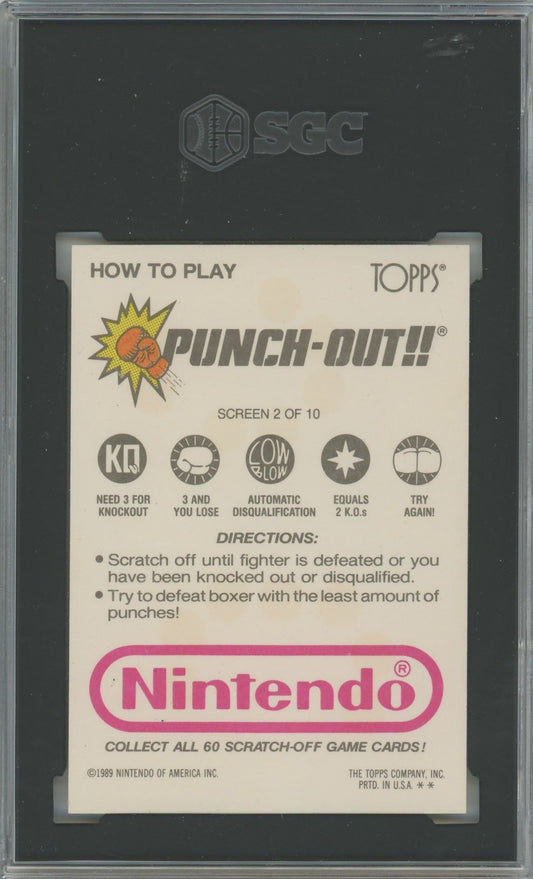 SGC
HOW TO PLAY
TOPPS®
PUNCH-OUT!!®
SCREEN 2 OF 10
KO
LOW BLOW
NEED 3 FOR KNOCKOUT
3 AND YOU LOSE
AUTOMATIC DISQUALIFICATION
EQUALS 2 K.O.s
TRY AGAIN!
DIRECTIONS:
• Scratch off until fighter is defeated or you
have been knocked out or disqualified.
• Try to defeat boxer with the least amount of
punches!
Nintendo®
COLLECT ALL 60 SCRATCH-OFF GAME CARDS!
©1989 NINTENDO OF AMERICA INC.
THE TOPPS COMPANY, INC.
PRTD. IN U.S.A. * *